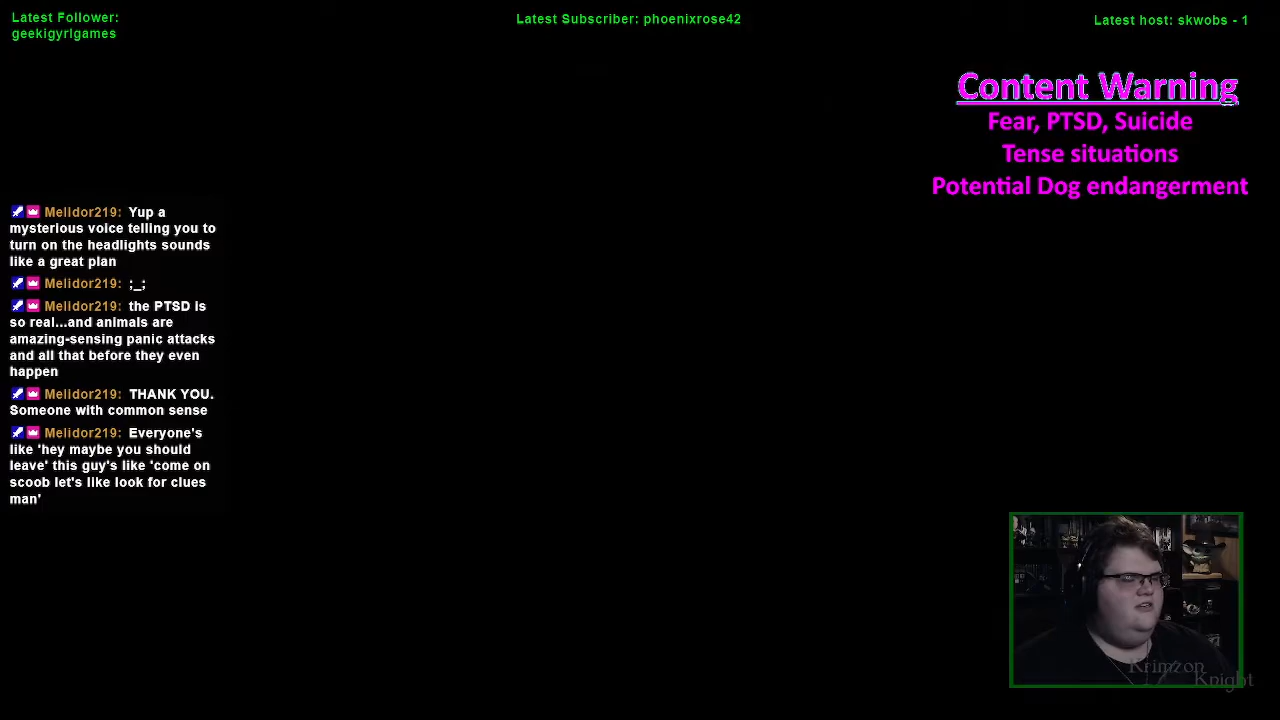 Latest Follower:
geekigyrlgames
Latest Subscriber: phoenixrose42
Latest host: skwobs - 1
Content Warning
Fear, PTSD, Suicide
Tense situations
Potential Dog endangerment
Melidor219: Yup a
mysterious voice telling you to
turn on the headlights sounds
like a great plan
Melidor219: ;_;
Melidor219: the PTSD is
so real...and animals are
amazing-sensing panic attacks
and all that before they even
happen
Melidor219: THANK YOU.
Someone with common sense
Melidor219: Everyone's
like 'hey maybe you should
leave' this guy's like 'come on
scoob let's like look for clues
man'
Krimzon
Knight